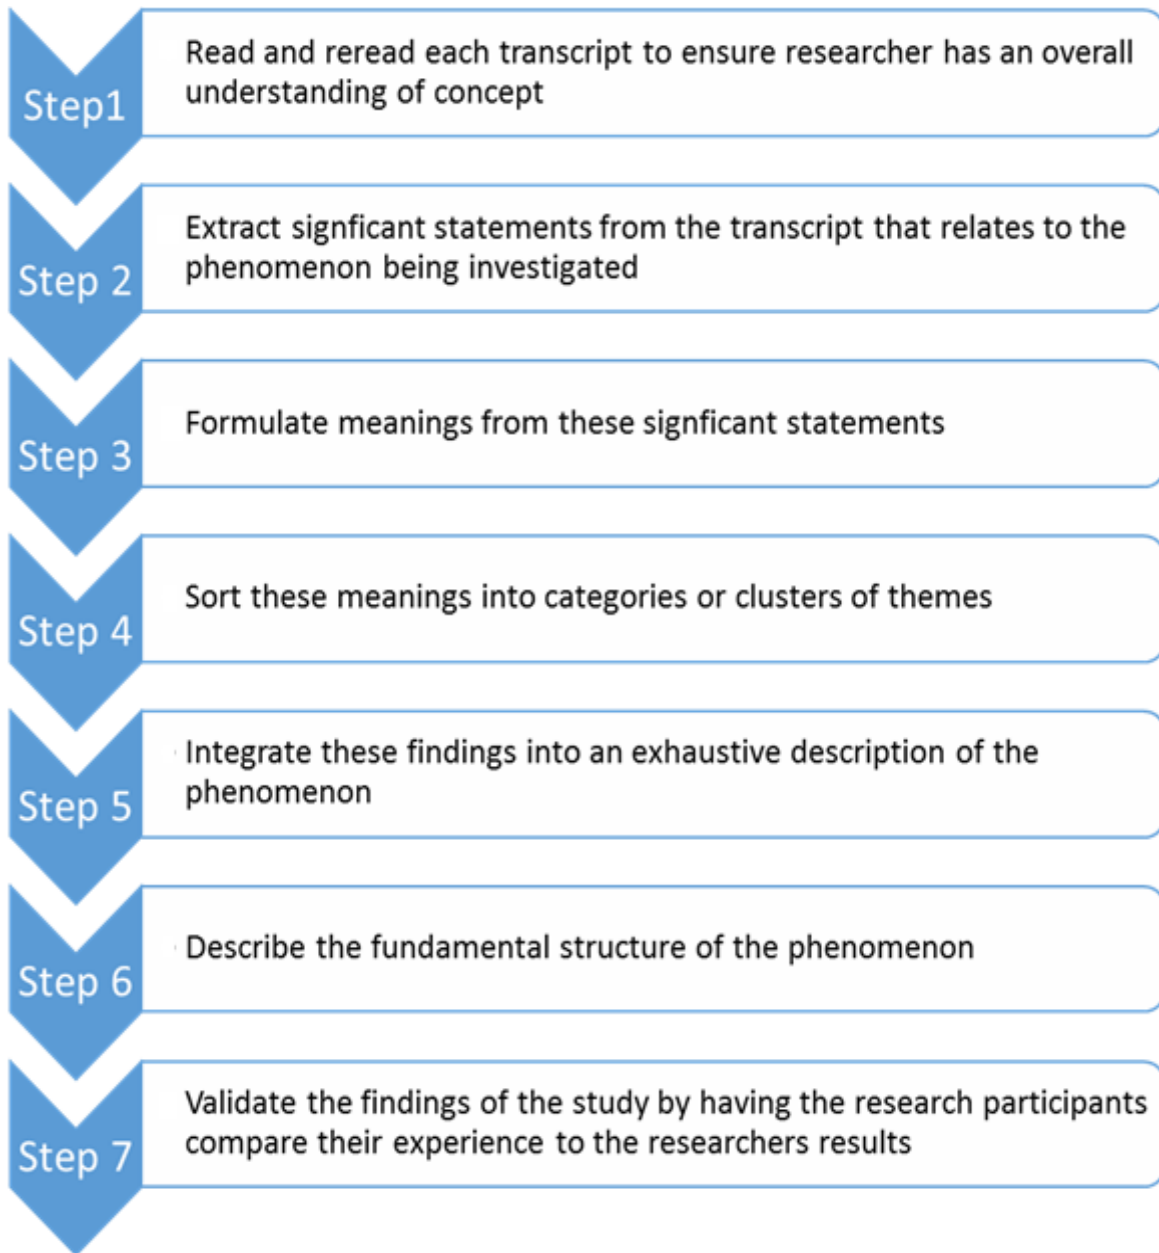 Step1
Read and reread each transcript to ensure researcher has an overall
understanding of concept
Step 2
Extract signficant statements from the transcript that relates to the
phenomenon being investigated
Step 3
Formulate meanings from these signficant statements
Step 4
Sort these meanings into categories or clusters of themes
Step 5
Integrate these findings into an exhaustive description of the
phenomenon
Step 6
Describe the fundamental structure of the phenomenon
Step 7
Validate the findings of the study by having the research participants
compare their experience to the researchers results